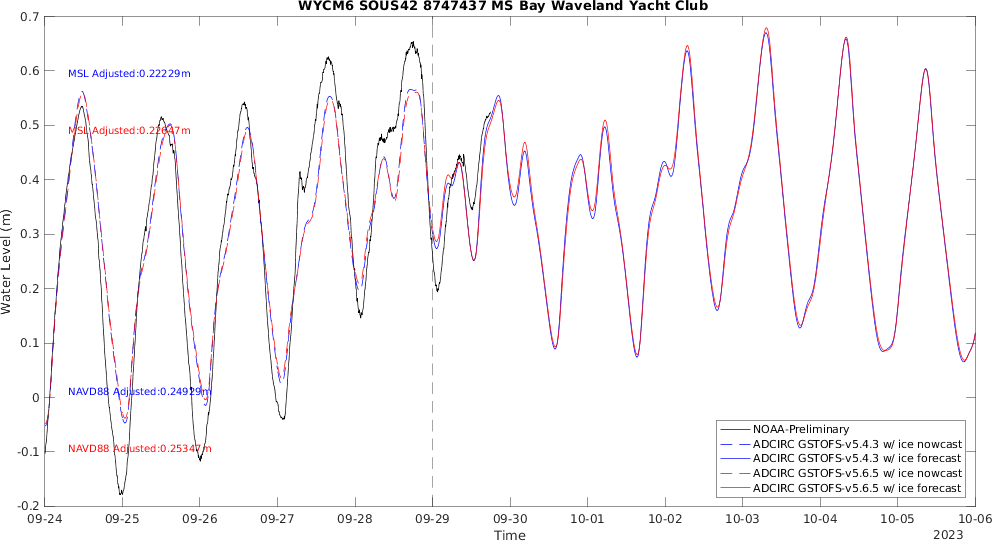 WYCM6 SOUS42 8747437 MS Bay Waveland Yacht Club
0.7
0.6
0.5
0.4
0.3
0.2
0.1
0
-0.1
-0.2
Water Level (m)
MSL Adjusted:0.22229m
MSL Adjusted:0.22647m
NAVD88 Adjusted:0.24929m
NAVD88 Adjusted:0.25347m
NOAA-Preliminary
ADCIRC GSTOFS-v5.4.3 w/ ice nowcast
ADCIRC GSTOFS-v5.4.3 w/ ice forecast
ADCIRC GSTOFS-v5.6.5 w/ ice nowcast
ADCIRC GSTOFS-v5.6.5 w/ ice forecast
09-24 09-25 09-26 09-27 09-28 09-29 09-30 10-01 10-02 10-03 10-04 10-05 10-06
Time
2023